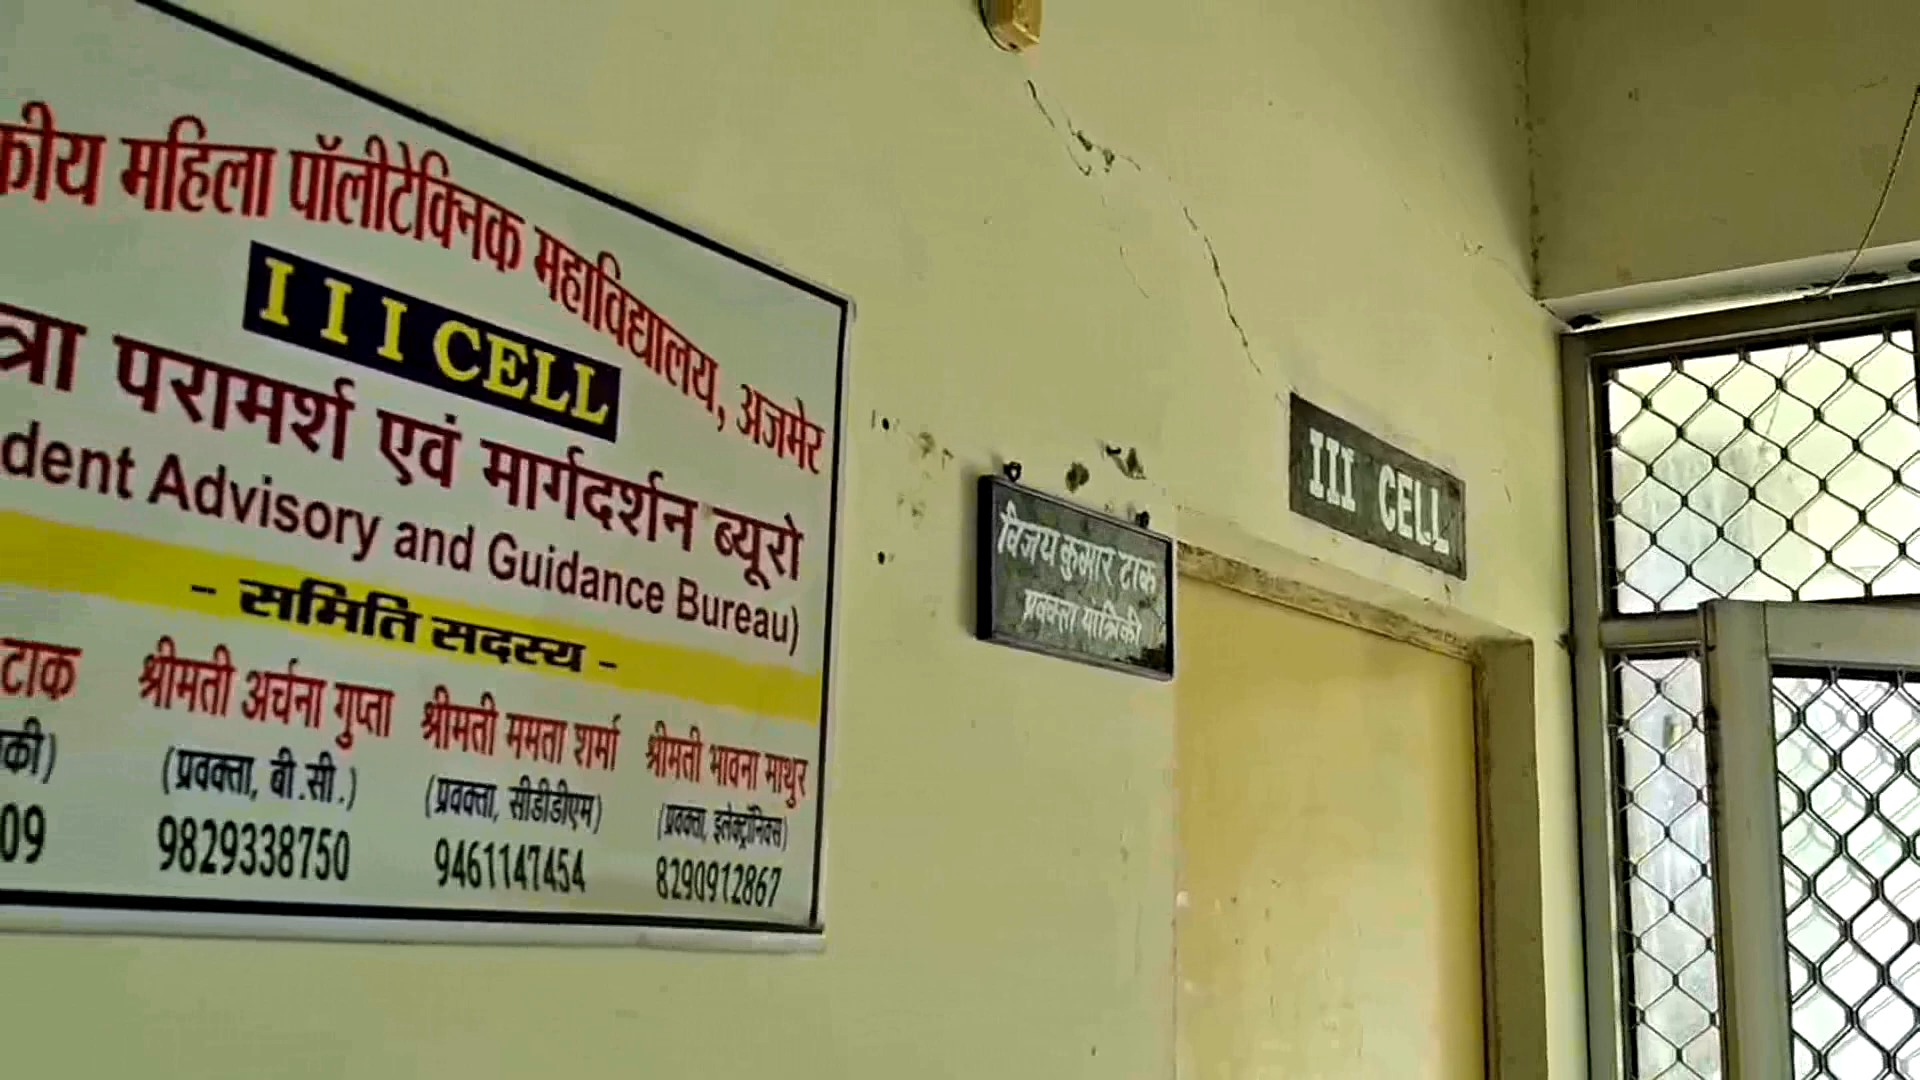 महिला पॉलीटेक्निक महाविद्यालय, अजमेर
I I I CELL
परामर्श एवं मार्गदर्शन ब्यूरो
Advisory and Guidance Bureau)
- समिति सदस्य -
टाक श्रीमती अर्चना गुप्ता श्रीमती ममता शर्मा श्रीमती भावना माथुर
(प्रवक्ता, बी.सी.) (प्रवक्ता, सीडीडीएम) (प्रवक्ता, इलेक्ट्रॉनिक्स)
09 9829338750 9461147454 8290912867
विजय कुमार टाक
प्रवक्ता यांत्रिकी
III CELL